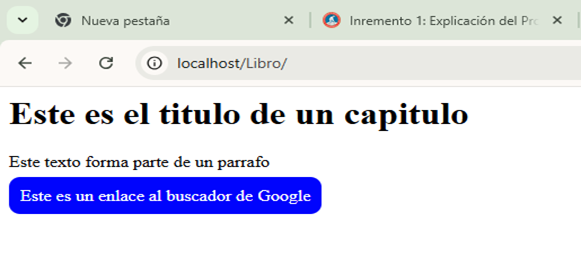 Nueva pestaña
Inremento 1: Explicación del Pro
localhost/Libro/
Este es el titulo de un capitulo
Este texto forma parte de un parrafo
Este es un enlace al buscador de Google